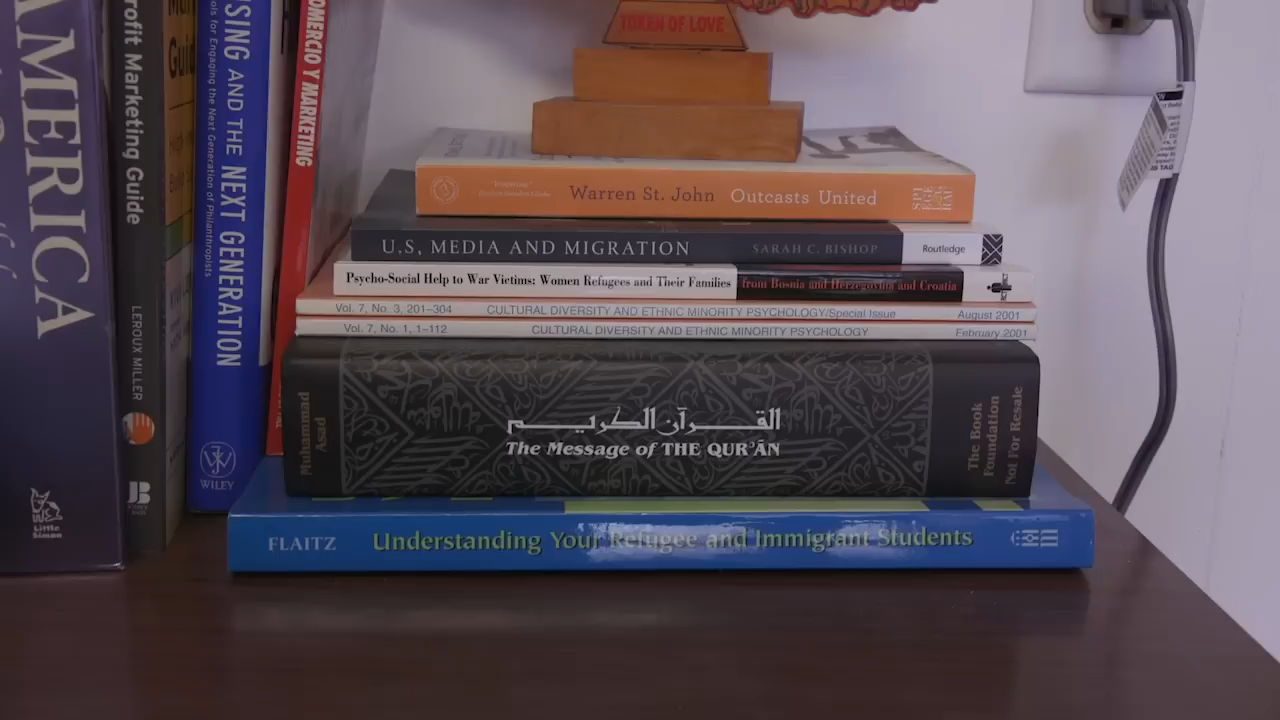 AMERICA
Little
Simon
rofit Marketing Guide
LEROUX MILLER
JB
Guid
SING AND THE NEXT GENERATION
ols for Engaging the Next Generation of Philanthropists
WILEY
OMERCIO Y MARKETING
TOKEN OF LOVE
Warren St. John Outcasts United
U.S, MEDIA AND MIGRATION SARAH C. BISHOP Routledge
Psycho-Social Help to War Victims: Women Refugees and Their Families from Bosnia and Herzegovina and Croatia
Vol. 7, No. 3, 201–304 CULTURAL DIVERSITY AND ETHNIC MINORITY PSYCHOLOGY/Special Issue August 2001
Vol. 7, No. 1, 1–112 CULTURAL DIVERSITY AND ETHNIC MINORITY PSYCHOLOGY February 2001
Muhammad
Asad
القرآن الكريم
The Message of THE QUR'ĀN
The Book
Foundation
Not For Resale
FLAITZ Understanding Your Refugee and Immigrant Students